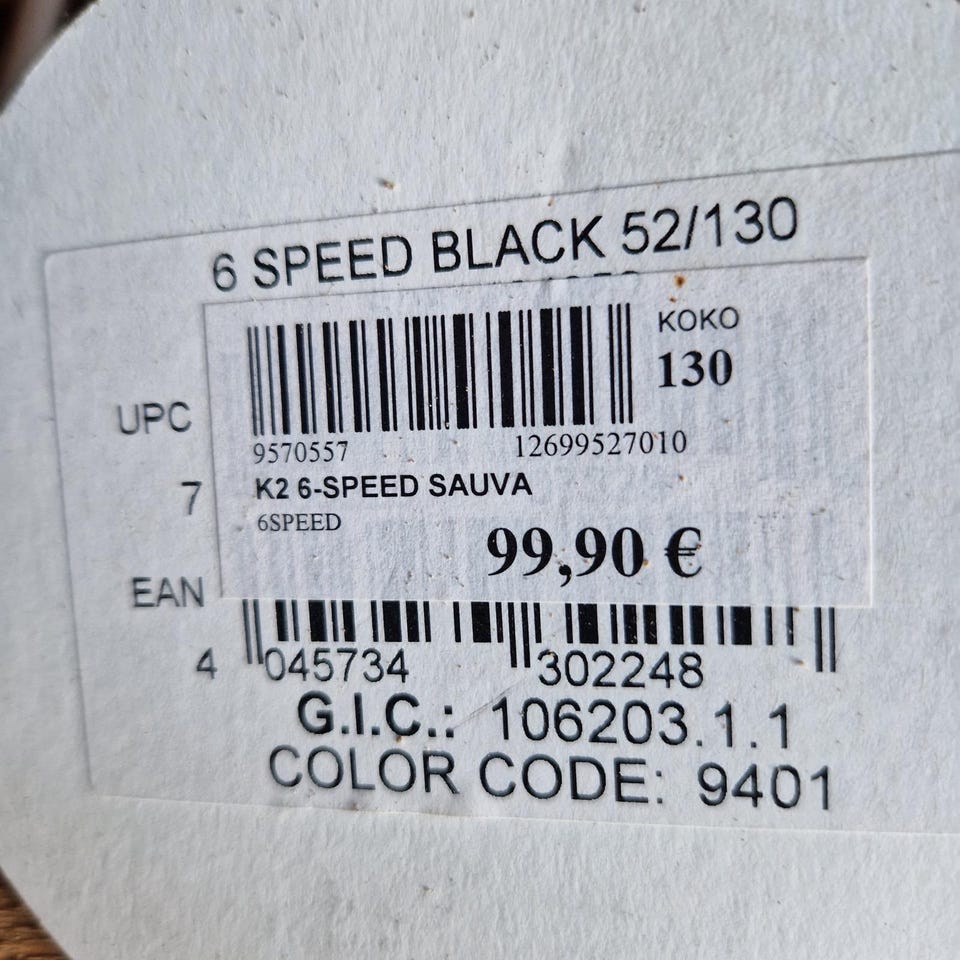 6 SPEED BLACK 52/130
KOKO
130
UPC
9570557 12699527010
7
K2 6-SPEED SAUVA
6SPEED
99,90 €
EAN
4 045734 302248
G.I.C.: 106203.1.1
COLOR CODE: 9401